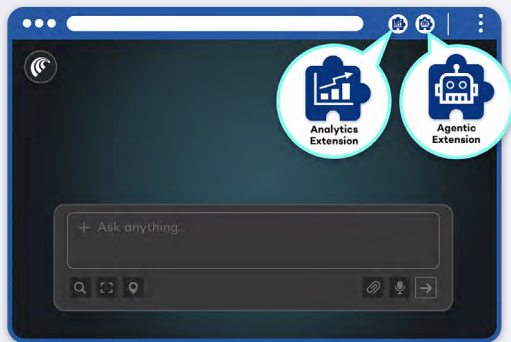 Analytics
Extension
Agentic
Extension
+ Ask anything...